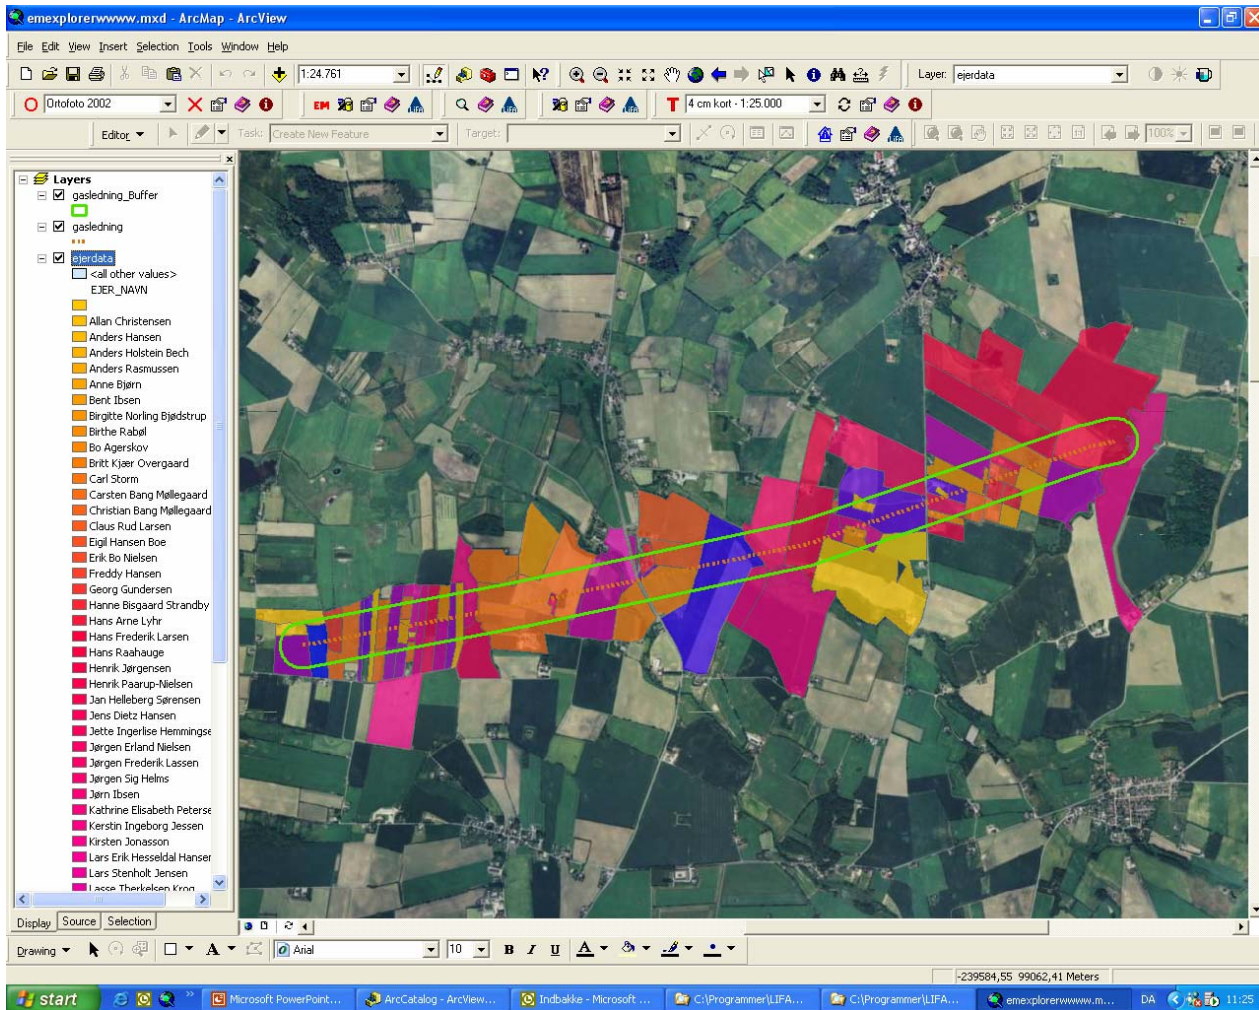 emexplorerwwww.mxd - ArcMap - ArcView
File Edit View Insert Selection Tools Window Help
1:24.761
Layer: ejerdata
Ortofoto 2002
EM
LIFA
LIFA
LIFA
T 4 cm kort - 1:25.000
Editor
Task: Create New Feature
Target:
100%
Layers
gasledning_Buffer
gasledning
ejerdata
<all other values>
EJER_NAVN
Allan Christensen
Anders Hansen
Anders Holstein Bech
Anders Rasmussen
Anne Bjørn
Bent Ibsen
Birgitte Norling Bjødstrup
Birthe Rabøl
Bo Agerskov
Britt Kjær Overgaard
Carl Storm
Carsten Bang Møllegaard
Christian Bang Møllegaard
Claus Rud Larsen
Eigil Hansen Boe
Erik Bo Nielsen
Freddy Hansen
Georg Gundersen
Hanne Bisgaard Strandby
Hans Arne Lyhr
Hans Frederik Larsen
Hans Raahauge
Henrik Jørgensen
Henrik Paarup-Nielsen
Jan Helleberg Sørensen
Jens Dietz Hansen
Jette Ingerlise Hemmingse
Jørgen Erland Nielsen
Jørgen Frederik Lassen
Jørgen Sig Helms
Jørn Ibsen
Kathrine Elisabeth Peterse
Kerstin Ingeborg Jessen
Kirsten Jonasson
Lars Erik Hesseldal Hanser
Lars Stenholt Jensen
Lasse Therkelsen Krog
Display Source Selection
Drawing A Arial 10 B I U A
-239584,55 99062,41 Meters
start Microsoft PowerPoint... ArcCatalog - ArcView... Indbakke - Microsoft ... C:\Programmer\LIFA... C:\Programmer\LIFA... emexplorerwwww.m... DA 11:25